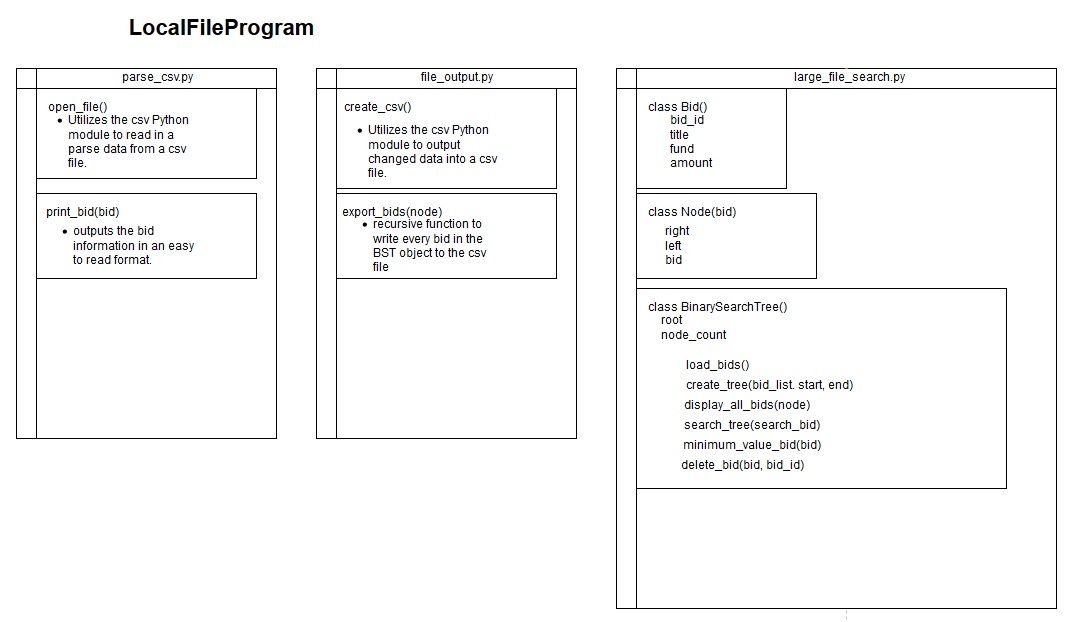 LocalFileProgram
parse_csv.py
open_file()
• Utilizes the csv Python
module to read in a
parse data from a csv
file.
print_bid(bid)
• outputs the bid
information in an easy
to read format.
file_output.py
create_csv()
• Utilizes the csv Python
module to output
changed data into a csv
file.
export_bids(node)
• recursive function to
write every bid in the
BST object to the csv
file
large_file_search.py
class Bid()
bid_id
title
fund
amount
class Node(bid)
right
left
bid
class BinarySearchTree()
root
node_count
load_bids()
create_tree(bid_list. start, end)
display_all_bids(node)
search_tree(search_bid)
minimum_value_bid(bid)
delete_bid(bid, bid_id)